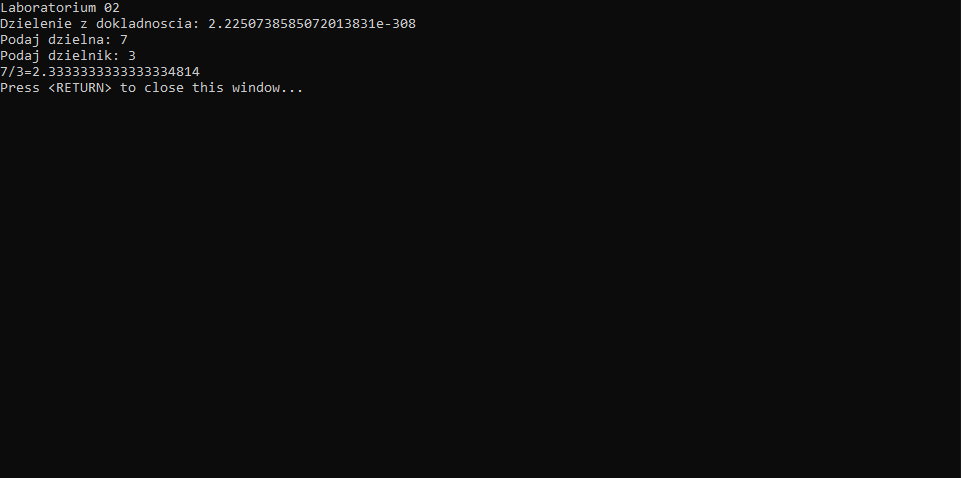 Laboratorium 02
Dzielenie z dokladnoscia: 2.2250738585072013831e-308
Podaj dzielna: 7
Podaj dzielnik: 3
7/3=2.3333333333333334814
Press <RETURN> to close this window...